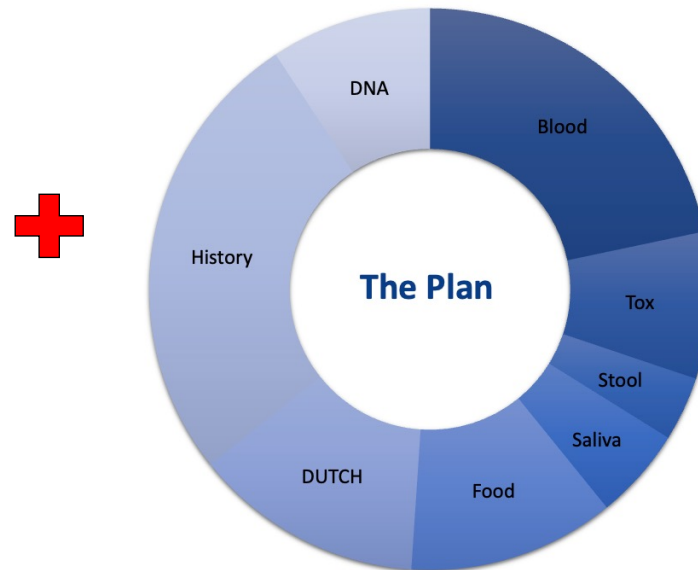 DNA
Blood
History
The Plan
Tox
Stool
Saliva
DUTCH
Food